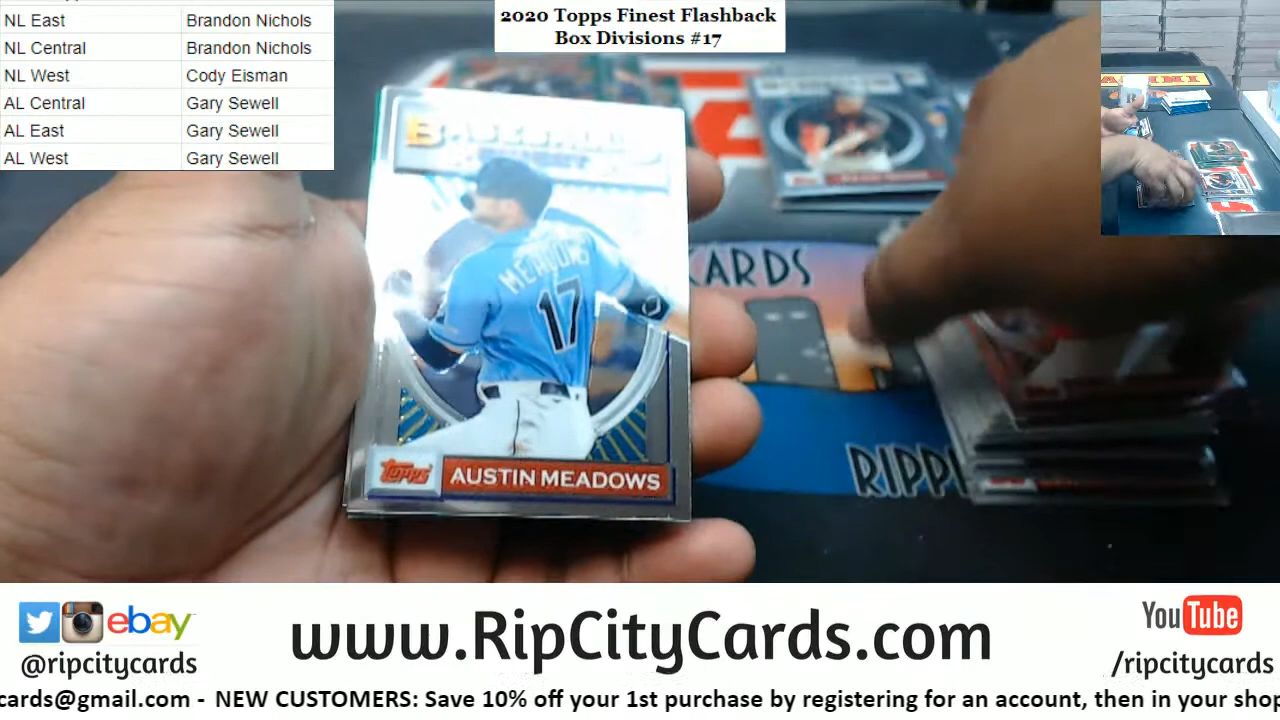 NL East Brandon Nichols
NL Central Brandon Nichols
NL West Cody Eisman
AL Central Gary Sewell
AL East Gary Sewell
AL West Gary Sewell
2020 Topps Finest Flashback
Box Divisions #17
BASEBALL'S
MEADOWS
17
TOPPS AUSTIN MEADOWS
CARDS
RIPPI
ebay
@ripcitycards
www.RipCityCards.com
YouTube
/ripcitycards
cards@gmail.com - NEW CUSTOMERS: Save 10% off your 1st purchase by registering for an account, then in your shop